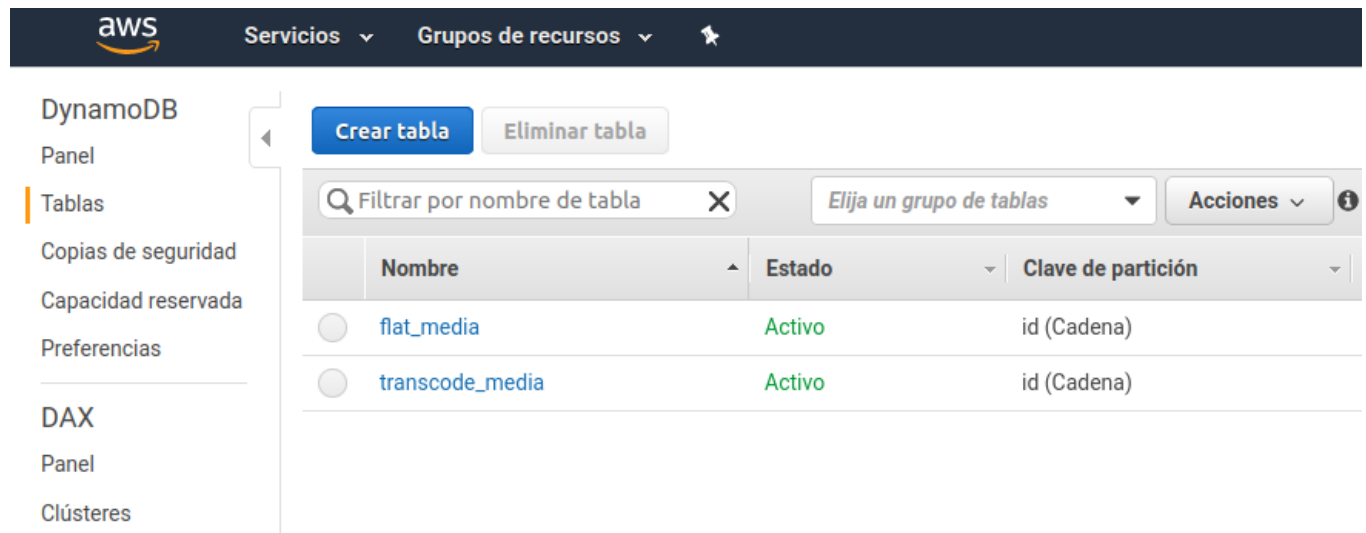 aws Servicios Grupos de recursos
DynamoDB
Panel
Tablas
Copias de seguridad
Capacidad reservada
Preferencias
DAX
Panel
Clústeres
Crear tabla Eliminar tabla
Filtrar por nombre de tabla Elija un grupo de tablas Acciones
Nombre Estado Clave de partición
flat_media Activo id (Cadena)
transcode_media Activo id (Cadena)